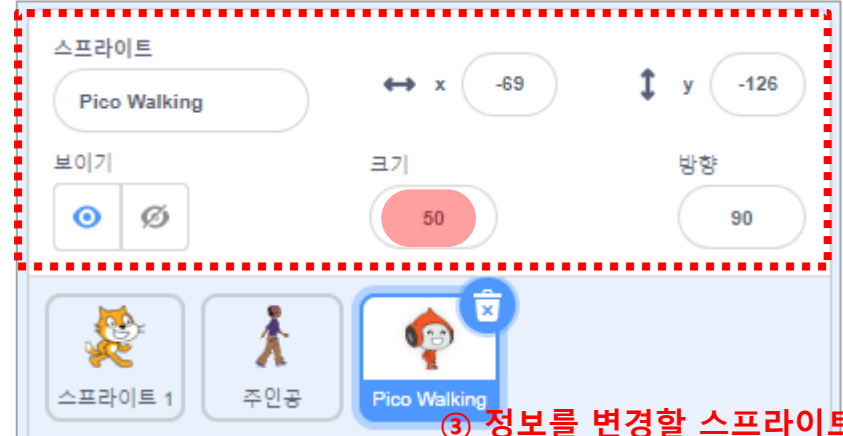 스프라이트
Pico Walking
x -69
y -126
보이기
크기
방향
50
90
스프라이트 1
주인공
Pico Walking
③ 정보를 변경할 스프라이트